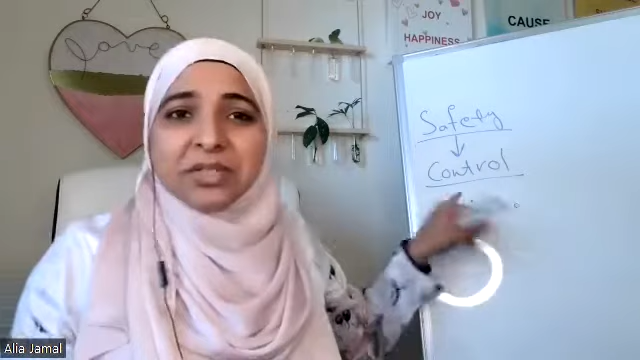 love
JOY
HAPPINESS
CAUSE
Safety
Control
Alia Jamal